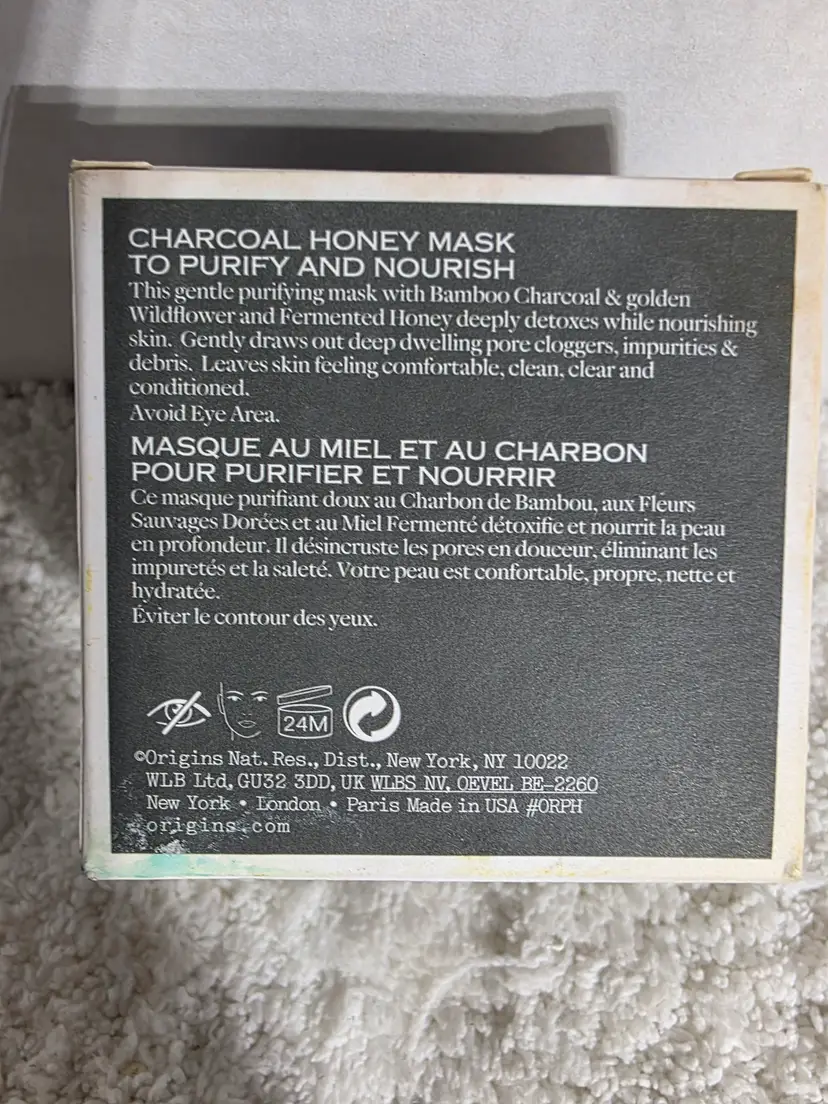 CHARCOAL HONEY MASK
TO PURIFY AND NOURISH
This gentle purifying mask with Bamboo Charcoal & golden
Wildflower and Fermented Honey deeply detoxes while nourishing
skin. Gently draws out deep dwelling pore cloggers, impurities &
debris. Leaves skin feeling comfortable, clean, clear and
conditioned.
Avoid Eye Area.
MASQUE AU MIEL ET AU CHARBON
POUR PURIFIER ET NOURRIR
Ce masque purifiant doux au Charbon de Bambou, aux Fleurs
Sauvages Dorées et au Miel Fermenté détoxifie et nourrit la peau
en profondeur. Il désincruste les pores en douceur, éliminant les
impuretés et la saleté. Votre peau est confortable, propre, nette et
hydratée.
Éviter le contour des yeux.
24M
©Origins Nat. Res., Dist., New York, NY 10022
WLB Ltd, GU32 3DD, UK WLBS NV, OEVEL BE-2260
New York • London • Paris Made in USA #ORPH
origins.com